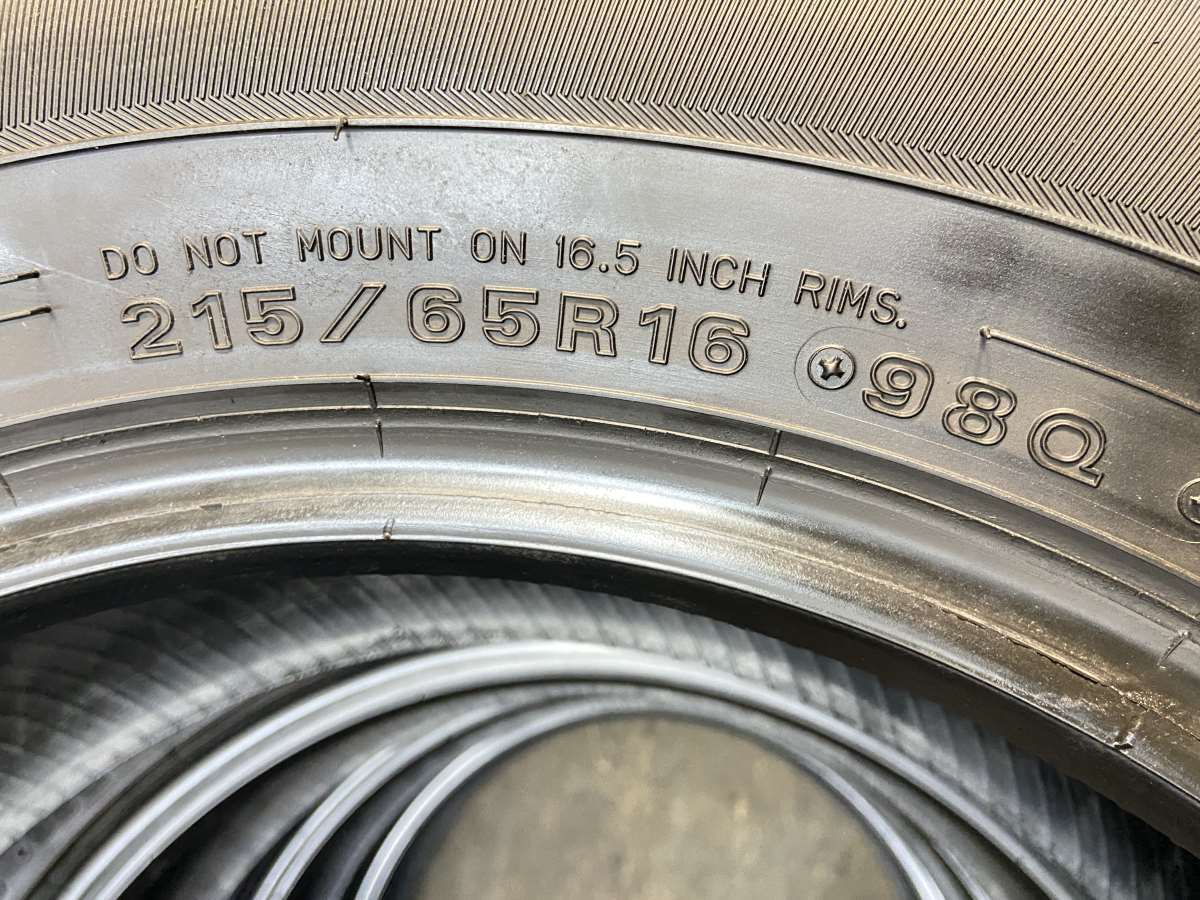 DO NOT MOUNT ON 16.5 INCH RIMS.
215/65R16 98Q